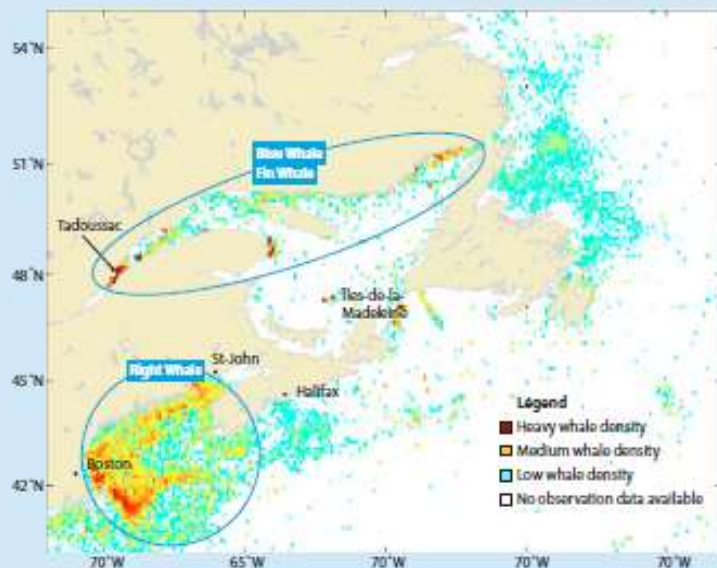 54°N
51°N
Blue Whale
Fin Whale
Tadoussac
48°N
Îles-de-la-
Madeleine
St-John
Right Whale
45°N
Halifax
Légend
Heavy whale density
Medium whale density
Boston
Low whale density
42°N
No observation data available
70°W 65°W 70°W 70°W 70°W